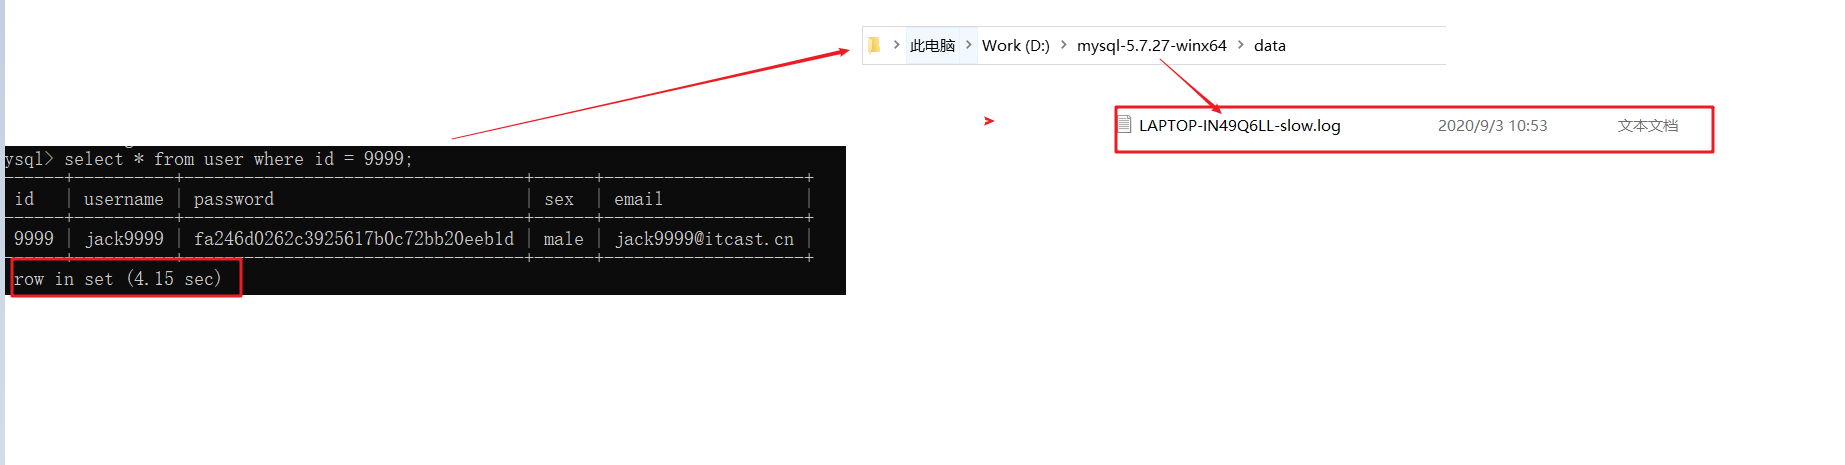 此电脑 > Work (D:) > mysql-5.7.27-winx64 > data
LAPTOP-IN49Q6LL-slow.log 2020/9/3 10:53 文本文档
ysql> select * from user where id = 9999;
id | username | password | sex | email |
9999 | jack9999 | fa246d0262c3925617b0c72bb20eeb1d | male | jack9999@itcast.cn |
row in set (4.15 sec)